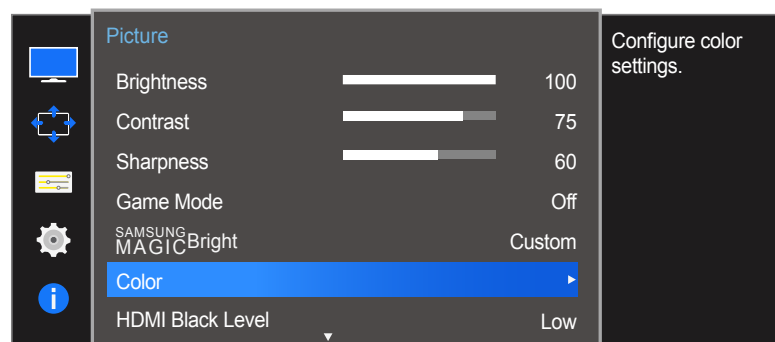 Picture
Configure color
settings.
Brightness 100
Contrast 75
Sharpness 60
Game Mode Off
SAMSUNG
MAGICBright Custom
Color
HDMI Black Level Low